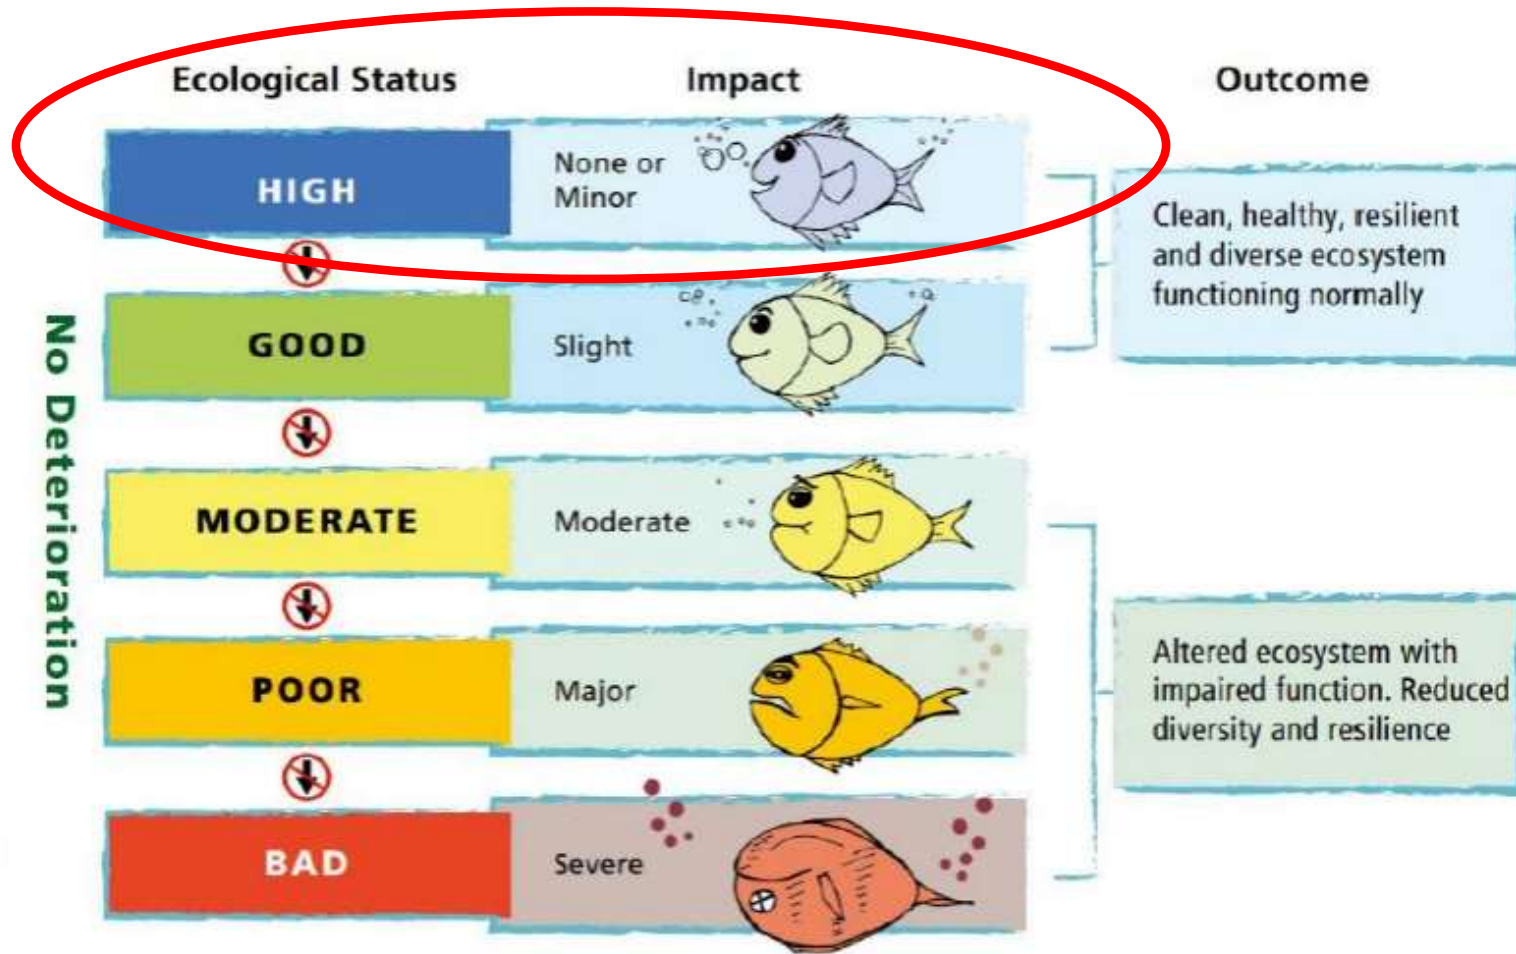 Ecological Status
Impact
Outcome
HIGH
None or
Minor
Clean, healthy, resilient
and diverse ecosystem
functioning normally
No Deterioration
GOOD
Slight
MODERATE
Moderate
POOR
Major
Altered ecosystem with
impaired function. Reduced
diversity and resilience
BAD
Severe